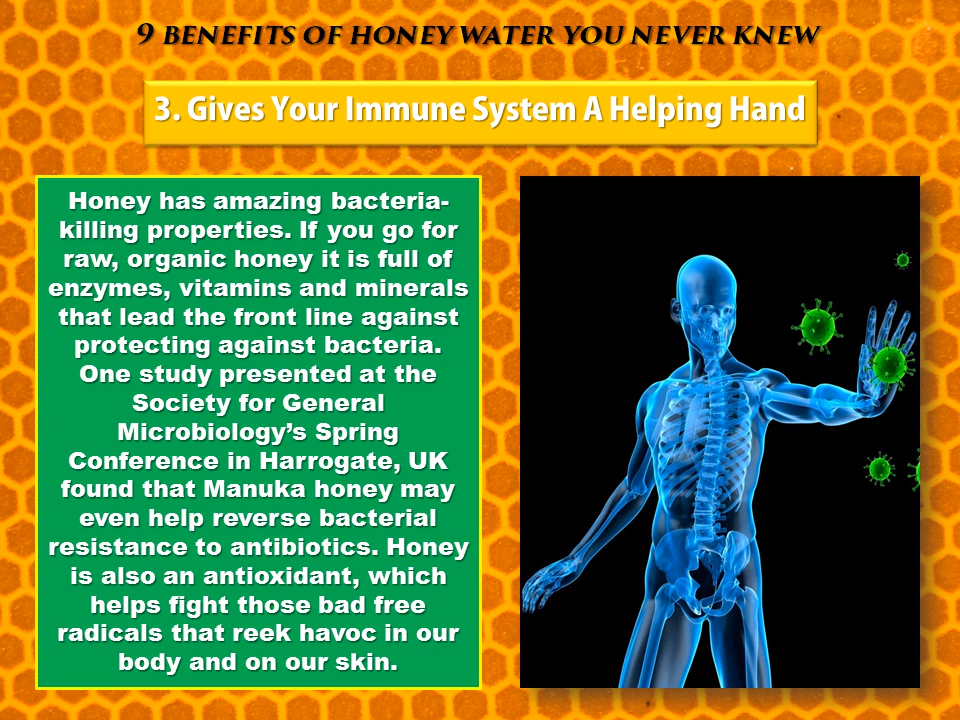 9 BENEFITS OF HONEY WATER YOU NEVER KNEW
3. Gives Your Immune System A Helping Hand
Honey has amazing bacteria-
killing properties. If you go for
raw, organic honey it is full of
enzymes, vitamins and minerals
that lead the front line against
protecting against bacteria.
One study presented at the
Society for General
Microbiology’s Spring
Conference in Harrogate, UK
found that Manuka honey may
even help reverse bacterial
resistance to antibiotics. Honey
is also an antioxidant, which
helps fight those bad free
radicals that reek havoc in our
body and on our skin.